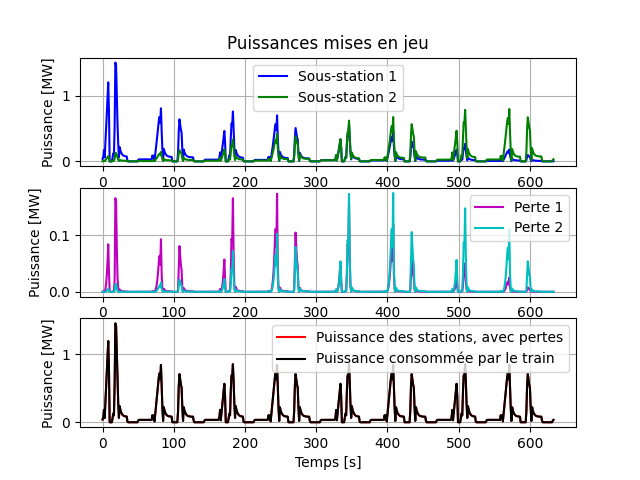 Puissances mises en jeu
Puissance [MW]
1
0
Sous-station 1
Sous-station 2
0 100 200 300 400 500 600
Puissance [MW]
0.1
0.0
Perte 1
Perte 2
0 100 200 300 400 500 600
Puissance [MW]
1
0
Puissance des stations, avec pertes
Puissance consommée par le train
0 100 200 300 400 500 600
Temps [s]